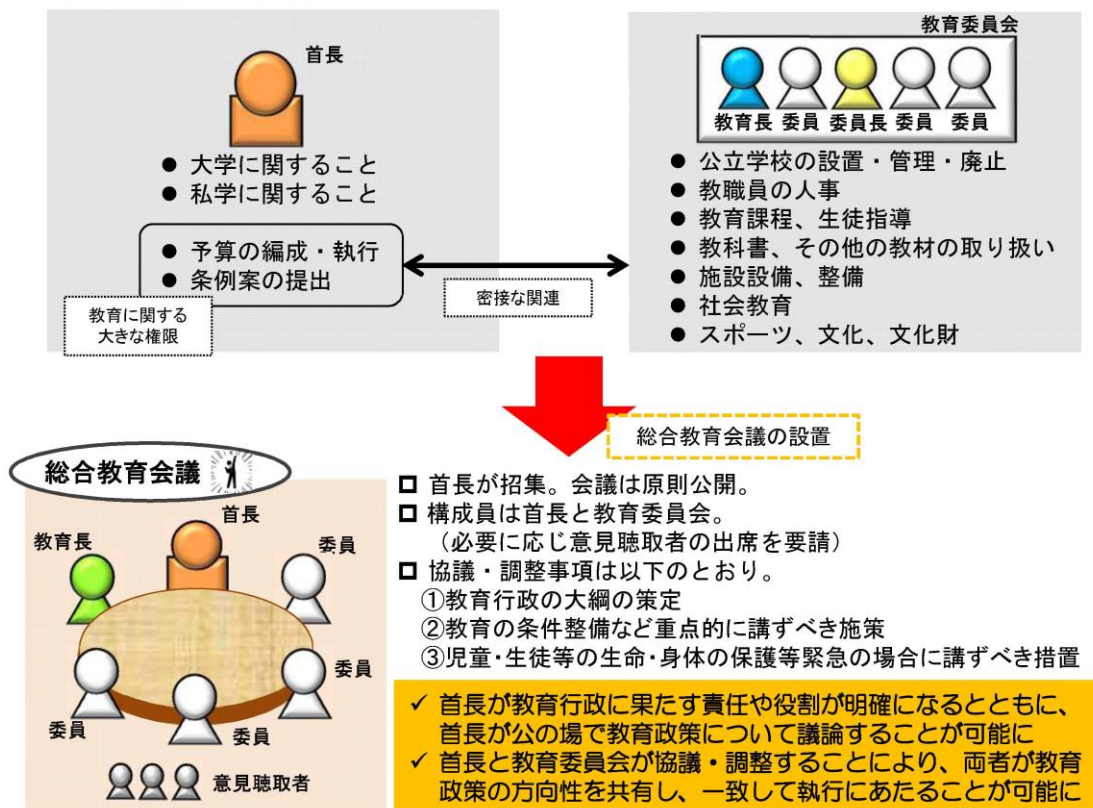 首長
● 大学に関すること
● 私学に関すること
● 予算の編成・執行
● 条例案の提出
教育に関する
大きな権限
密接な関連
教育委員会
教育長 委員 委員長 委員 委員
● 公立学校の設置・管理・廃止
● 教職員の人事
● 教育課程、生徒指導
● 教科書、その他の教材の取り扱い
● 施設設備、整備
● 社会教育
● スポーツ、文化、文化財
総合教育会議の設置
総合教育会議
首長
教育長
委員
委員
委員
委員
意見聴取者
□ 首長が招集。会議は原則公開。
□ 構成員は首長と教育委員会。
（必要に応じ意見聴取者の出席を要請）
□ 協議・調整事項は以下のとおり。
①教育行政の大綱の策定
②教育の条件整備など重点的に講ずべき施策
③児童・生徒等の生命・身体の保護等緊急の場合に講ずべき措置
✓ 首長が教育行政に果たす責任や役割が明確になるとともに、
首長が公の場で教育政策について議論することが可能に
✓ 首長と教育委員会が協議・調整することにより、両者が教育
政策の方向性を共有し、一致して執行にあたることが可能に